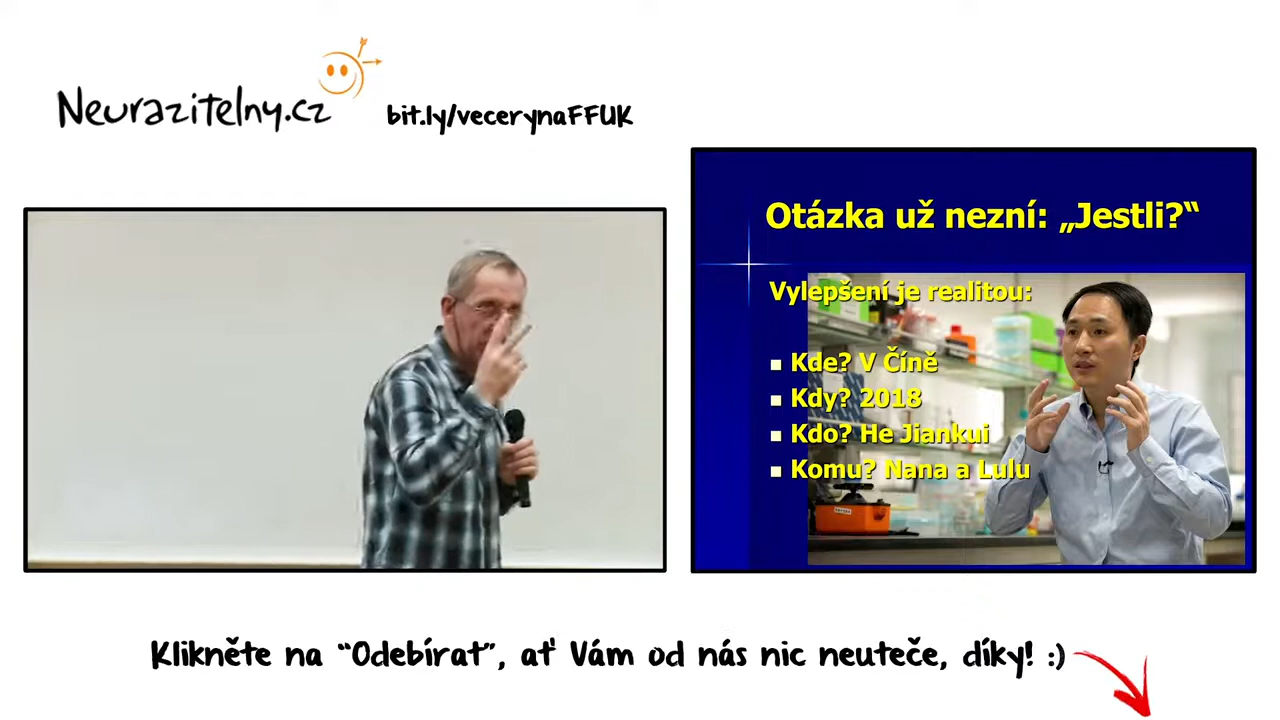 Neurazitelny.cz
bit.ly/vecerynaFFUK
Otázka už nezní: „Jestli?“
Vylepšení je realitou:
Kde? V Číně
Kdy? 2018
Kdo? He Jiankui
Komu? Nana a Lulu
Klikněte na “Odebírat”, ať Vám od nás nic neuteče, díky! :)